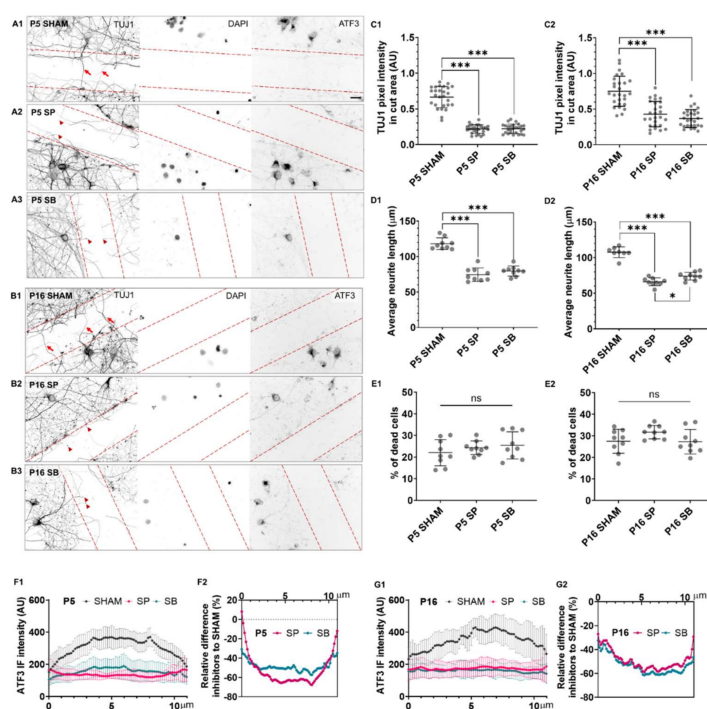 A1 P5 SHAM TUJ1 DAPI ATF3
A2 P5 SP
A3 P5 SB
B1 P16 SHAM TUJ1 DAPI ATF3
B2 P16 SP
B3 P16 SB
C1
TUJ1 pixel intensity
in cut area (AU)
1.5
1.0
0.5
0.0
***
***
P5 SHAM
P5 SP
P5 SB
C2
TUJ1 pixel intensity
in cut area (AU)
1.5
1.0
0.5
0.0
***
***
P16 SHAM
P16 SP
P16 SB
D1
Average neurite length (µm)
200
150
100
50
0
***
***
P5 SHAM
P5 SP
P5 SB
D2
Average neurite length (µm)
200
150
100
50
0
***
***
*
P16 SHAM
P16 SP
P16 SB
E1
% of dead cells
50
40
30
20
10
0
ns
P5 SHAM
P5 SP
P5 SB
E2
% of dead cells
50
40
30
20
10
0
ns
P16 SHAM
P16 SP
P16 SB
F1 P5 SHAM SP SB
ATF3 IF intensity (AU)
600
400
200
0
0 5 10 µm
F2
0 5 10 µm
Relative difference
inhibitors to SHAM (%)
20
0
-20
-40
-60
-80
P5 SP SB
G1 P16 SHAM SP SB
ATF3 IF intensity (AU)
600
400
200
0
0 5 10 µm
G2
0 5 10 µm
Relative difference
inhibitors to SHAM (%)
20
0
-20
-40
-60
-80
P16 SP SB